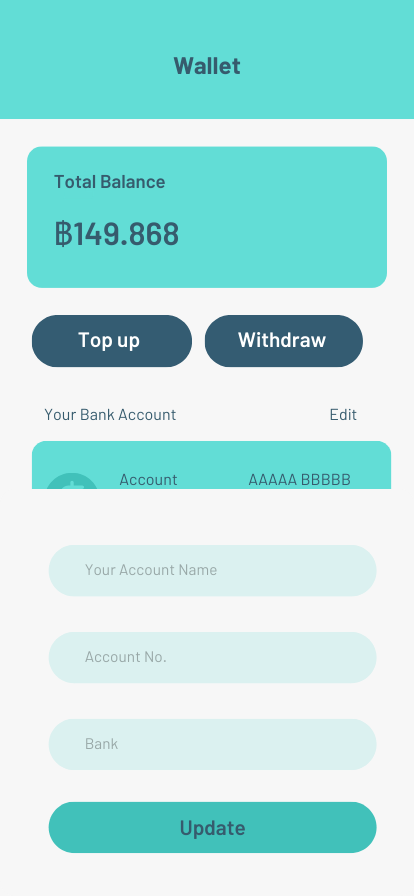 Wallet
Total Balance
฿149.868
Top up Withdraw
Your Bank Account Edit
Account AAAAA BBBBB
Your Account Name
Account No.
Bank
Update